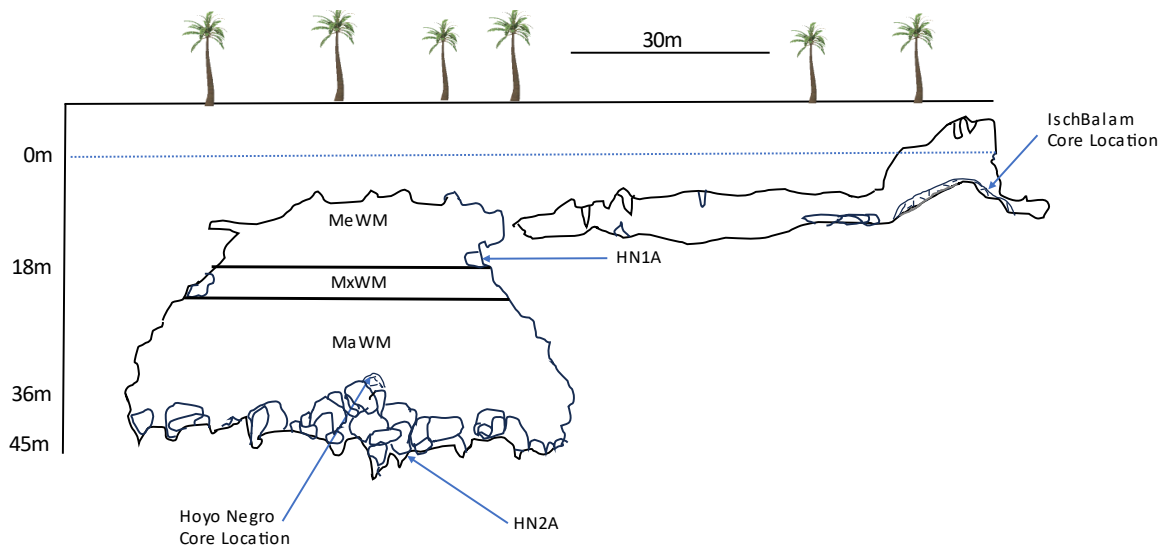 30m
IschBalam
Core Location
0m
MeWM
HN1A
18m
MxWM
MaWM
36m
45m
Hoyo Negro
Core Location
HN2A